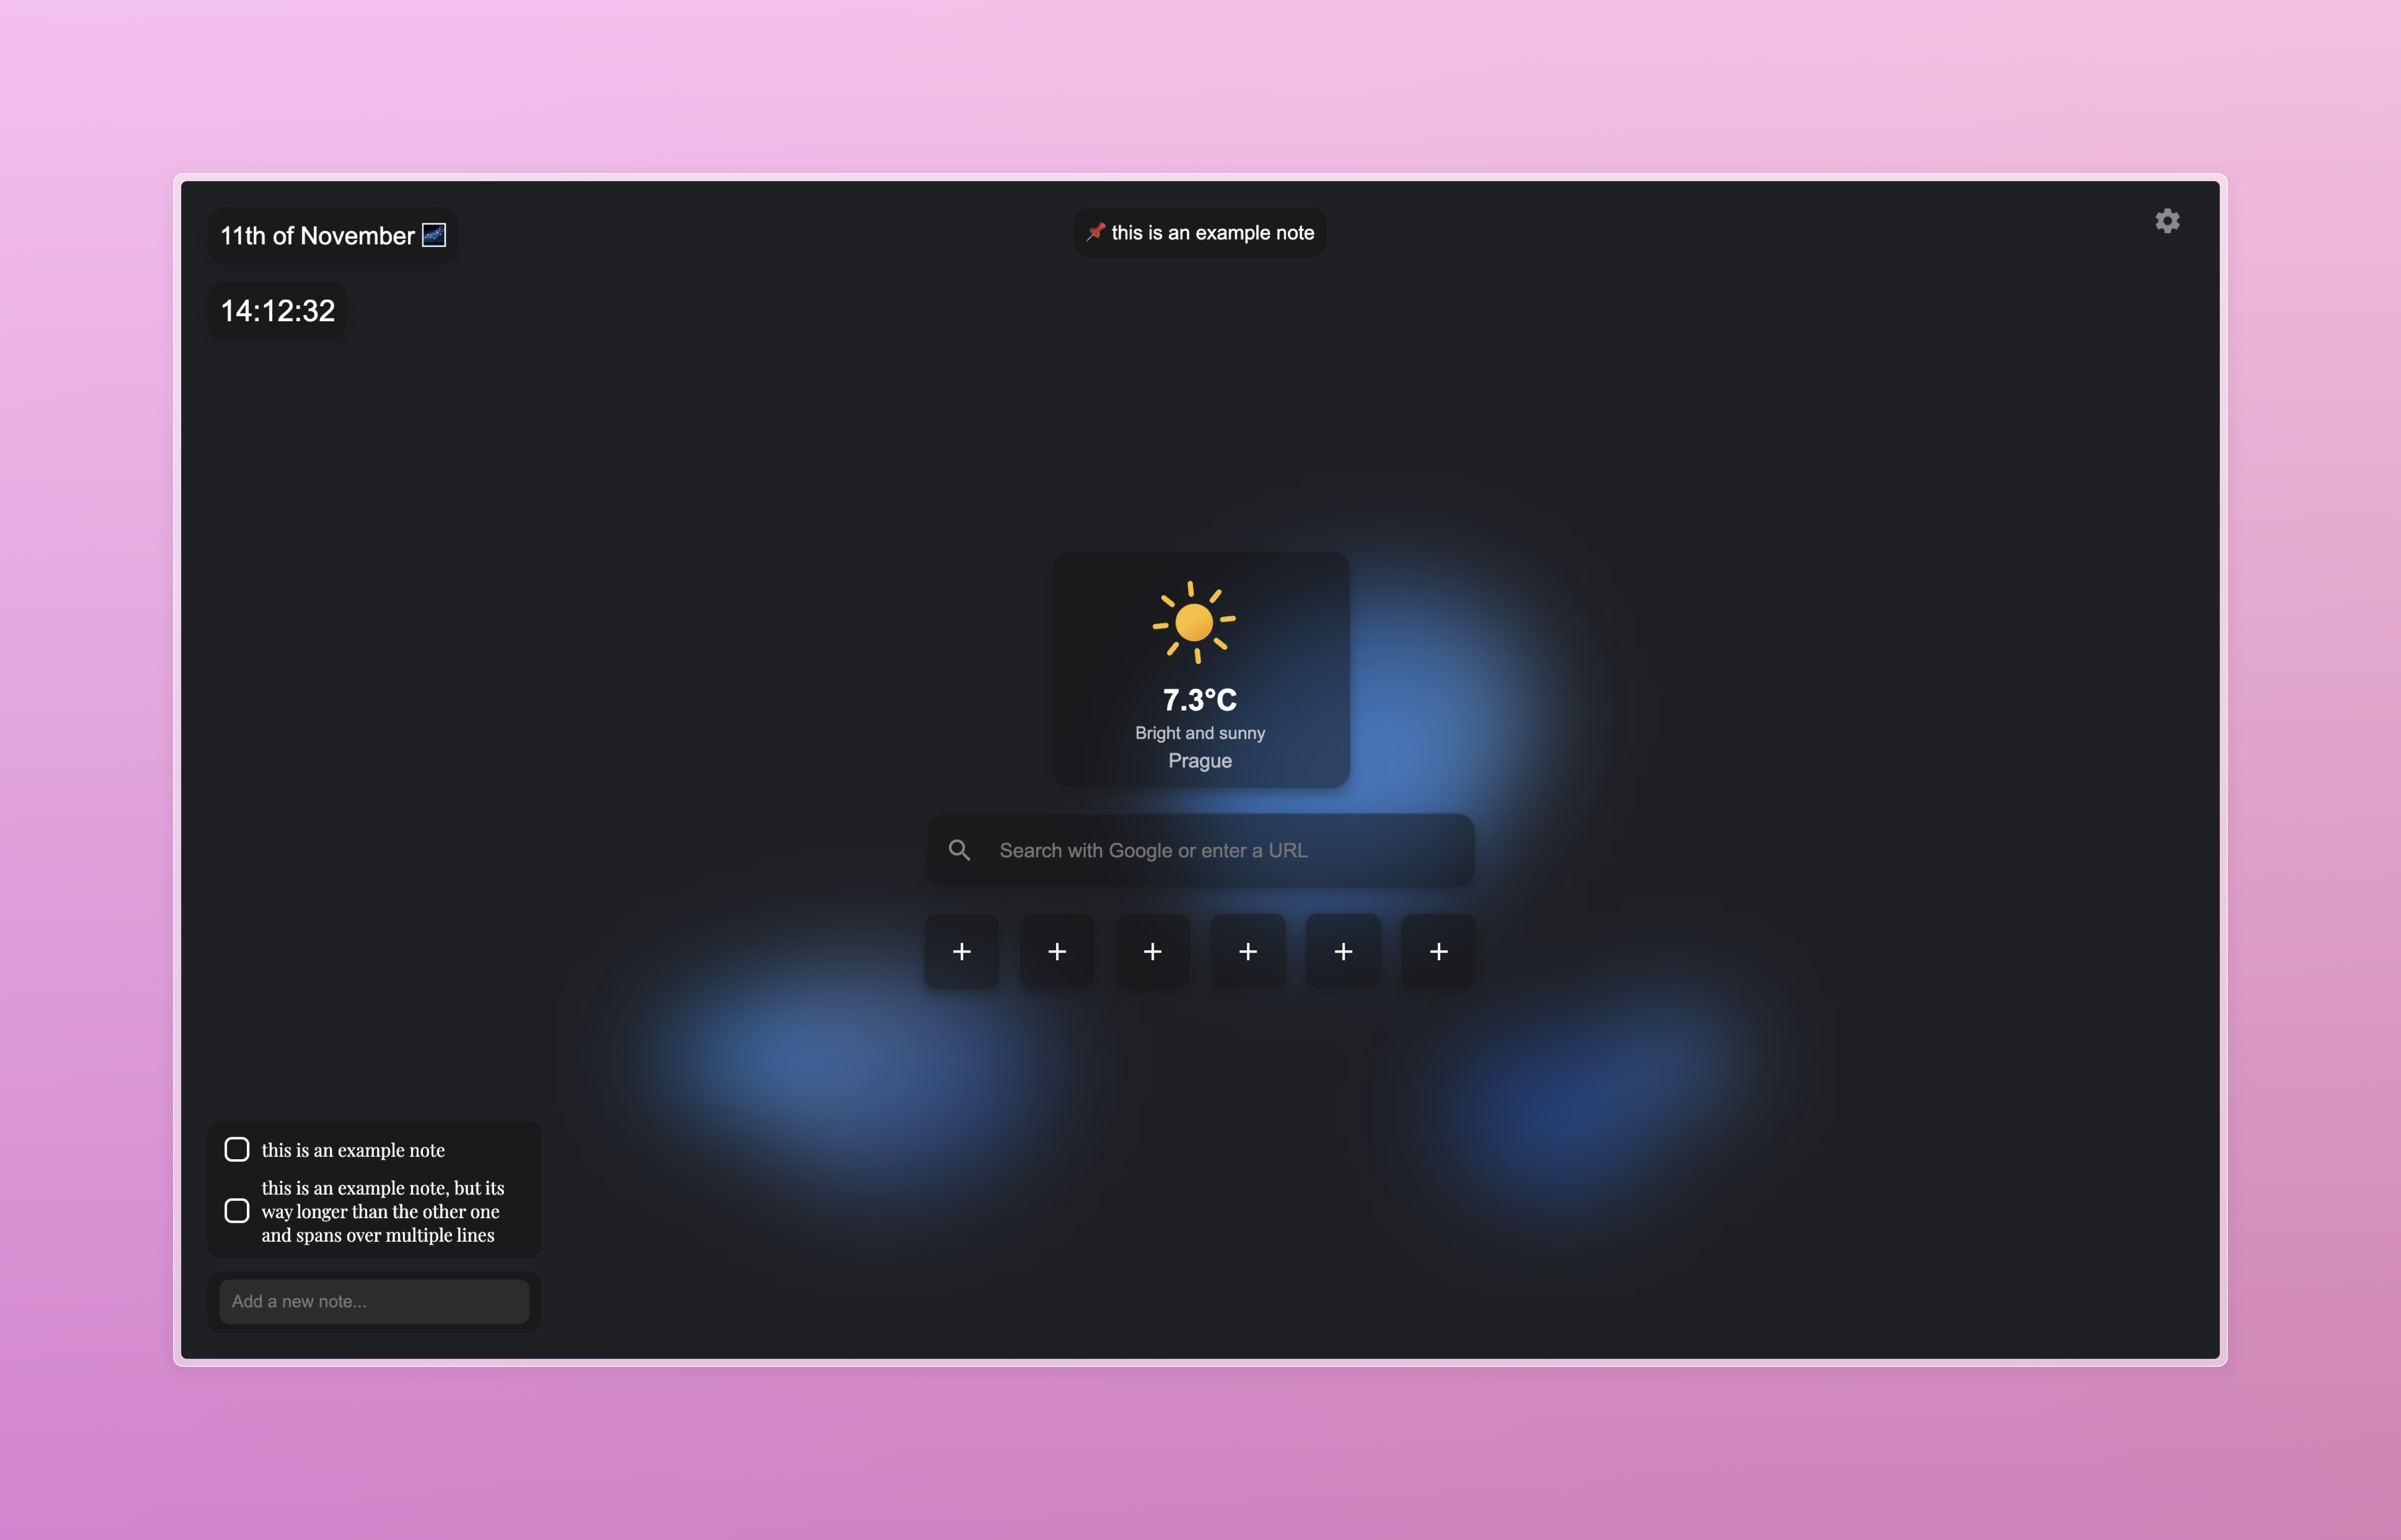 11th of November 🌌
📌 this is an example note
14:12:32
7.3°C
Bright and sunny
Prague
Search with Google or enter a URL
+ + + + + +
this is an example note
this is an example note, but its
way longer than the other one
and spans over multiple lines
Add a new note...